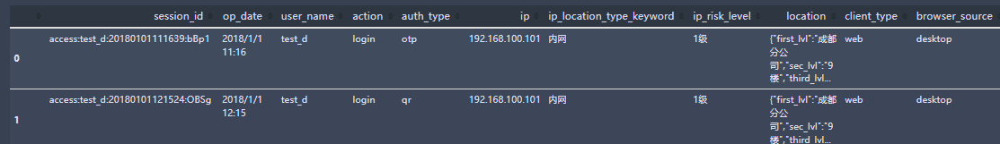 session_id op_date user_name action auth_type ip ip_location_type_keyword ip_risk_level location client_type browser_source
0 access:test_d:20180101111639:bBp1 2018/1/1 11:16 test_d login otp 192.168.100.101 内网 1级 {"first_lvl":"成都分公司","sec_lvl":"9楼","third_lvl... web desktop
1 access:test_d:20180101121524:OBSg 2018/1/1 12:15 test_d login qr 192.168.100.101 内网 1级 {"first_lvl":"成都分公司","sec_lvl":"9楼","third_lvl... web desktop